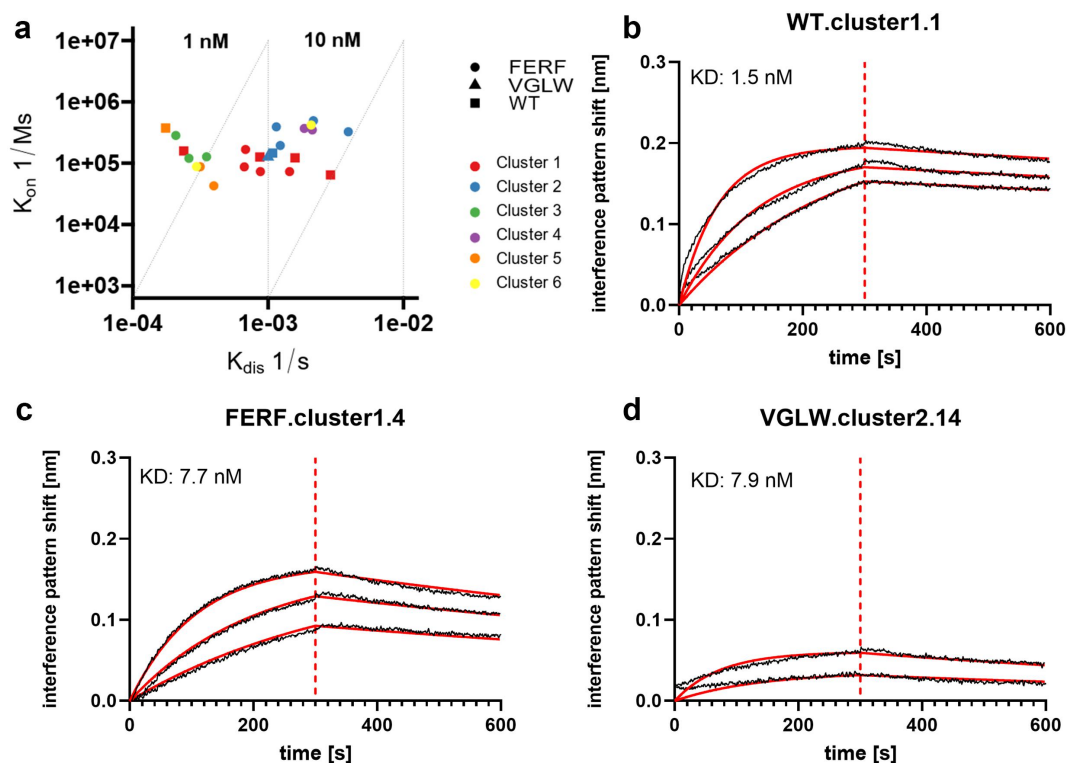 a
1 nM
10 nM
1e+07
1e+06
1e+05
1e+04
1e+03
1e-04
1e-03
1e-02
Kon 1/Ms
Kdis 1/s
FERF
VGLW
WT
Cluster 1
Cluster 2
Cluster 3
Cluster 4
Cluster 5
Cluster 6
b
WT.cluster1.1
KD: 1.5 nM
interference pattern shift [nm]
0.3
0.2
0.1
0.0
0
200
400
600
time [s]
c
FERF.cluster1.4
KD: 7.7 nM
interference pattern shift [nm]
0.3
0.2
0.1
0.0
0
200
400
600
time [s]
d
VGLW.cluster2.14
KD: 7.9 nM
interference pattern shift [nm]
0.3
0.2
0.1
0.0
0
200
400
600
time [s]